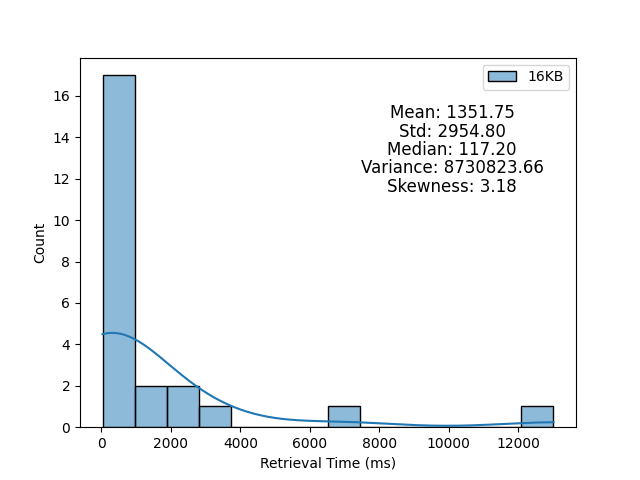 16KB
Mean: 1351.75
Std: 2954.80
Median: 117.20
Variance: 8730823.66
Skewness: 3.18
16
14
12
10
8
6
4
2
0
Count
0 2000 4000 6000 8000 10000 12000
Retrieval Time (ms)